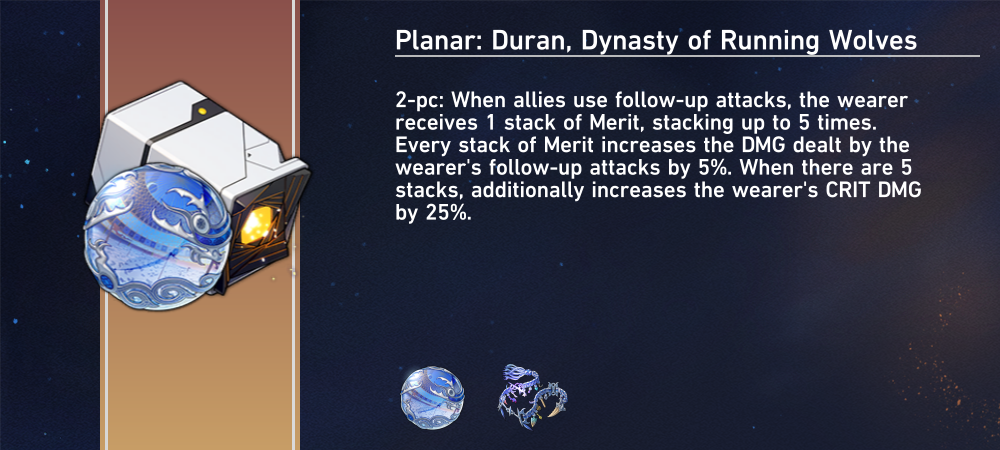 Planar: Duran, Dynasty of Running Wolves
2-pc: When allies use follow-up attacks, the wearer
receives 1 stack of Merit, stacking up to 5 times.
Every stack of Merit increases the DMG dealt by the
wearer's follow-up attacks by 5%. When there are 5
stacks, additionally increases the wearer's CRIT DMG
by 25%.